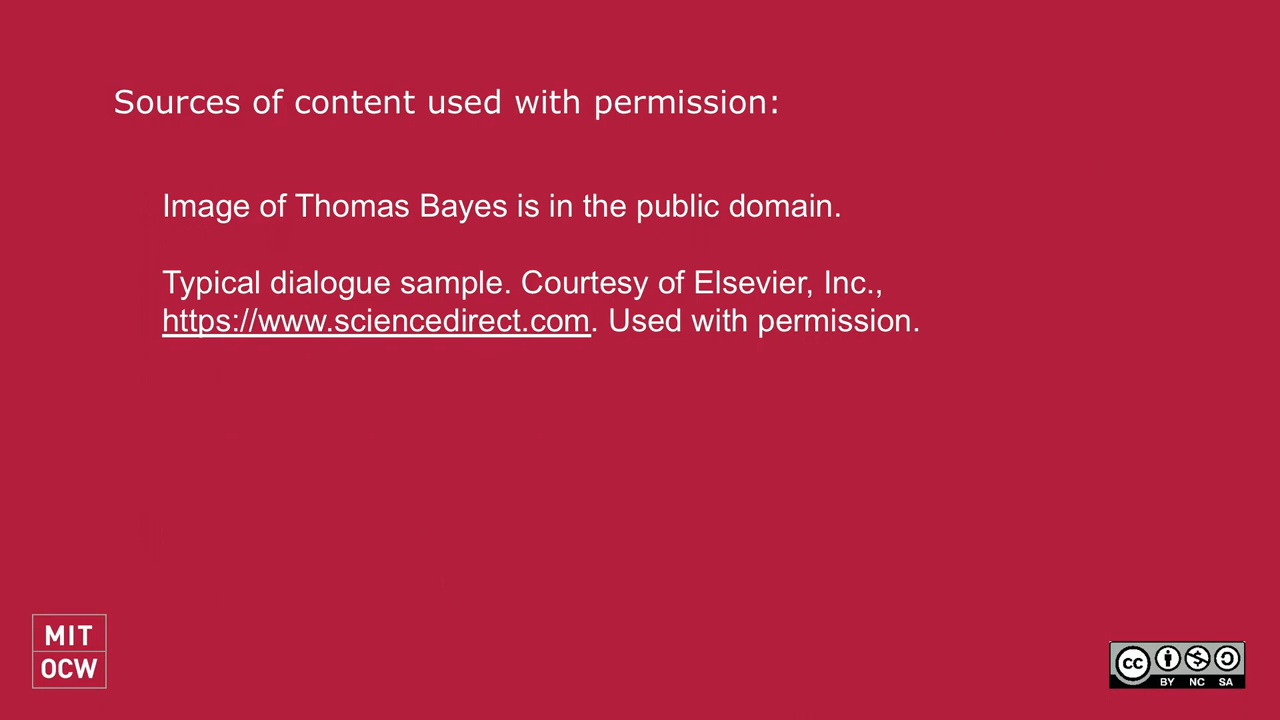 Sources of content used with permission:
Image of Thomas Bayes is in the public domain.
Typical dialogue sample. Courtesy of Elsevier, Inc.,
https://www.sciencedirect.com. Used with permission.
MIT
OCW
cc
BY NC SA